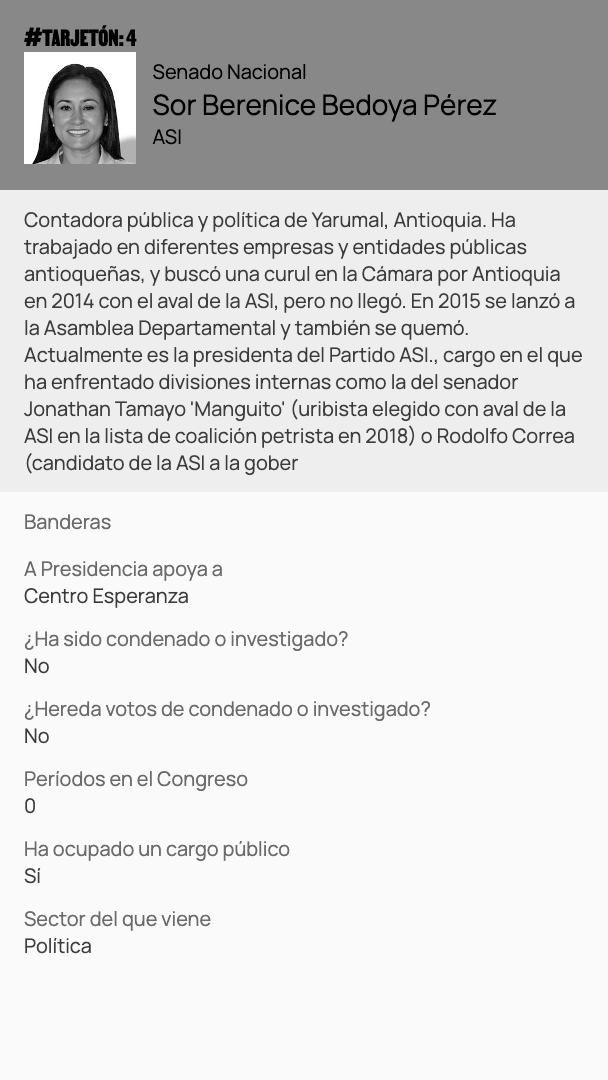 #TARJETÓN: 4
Senado Nacional
Sor Berenice Bedoya Pérez
ASI
Contadora pública y política de Yarumal, Antioquia. Ha
trabajado en diferentes empresas y entidades públicas
antioqueñas, y buscó una curul en la Cámara por Antioquia
en 2014 con el aval de la ASI, pero no llegó. En 2015 se lanzó a
la Asamblea Departamental y también se quemó.
Actualmente es la presidenta del Partido ASI., cargo en el que
ha enfrentado divisiones internas como la del senador
Jonathan Tamayo 'Manguito' (uribista elegido con aval de la
ASI en la lista de coalición petrista en 2018) o Rodolfo Correa
(candidato de la ASI a la gober
Banderas
A Presidencia apoya a
Centro Esperanza
¿Ha sido condenado o investigado?
No
¿Hereda votos de condenado o investigado?
No
Períodos en el Congreso
0
Ha ocupado un cargo público
Sí
Sector del que viene
Política